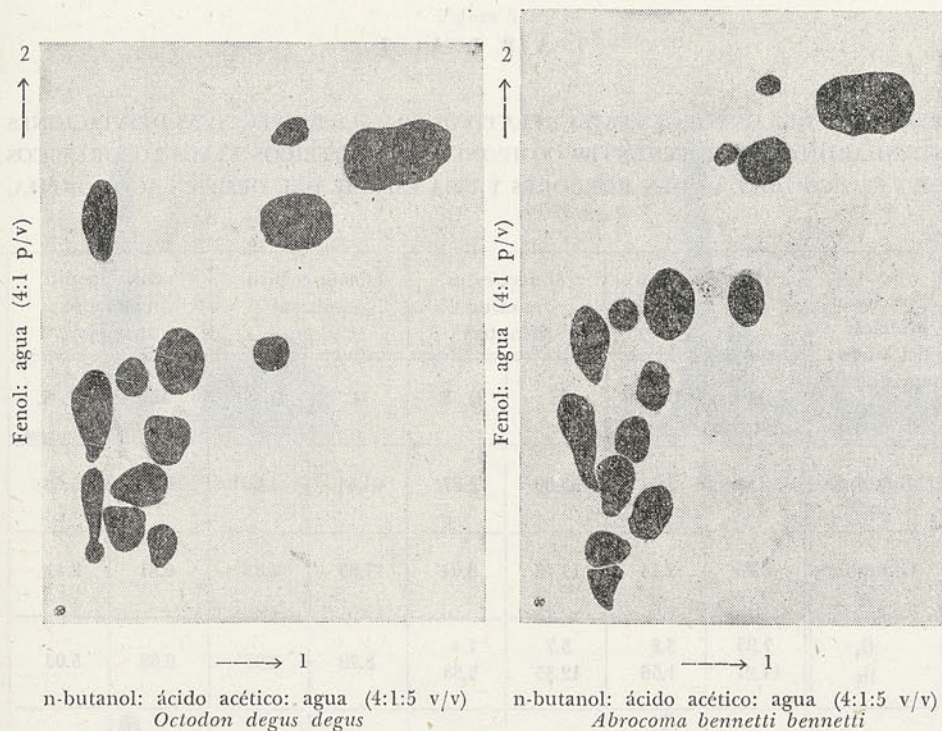 2
Fenol: agua (4:1 p/v)
1
n-butanol: ácido acético: agua (4:1:5 v/v)
Octodon degus degus
2
Fenol: agua (4:1 p/v)
1
n-butanol: ácido acético: agua (4:1:5 v/v)
Abrocoma bennetti bennetti